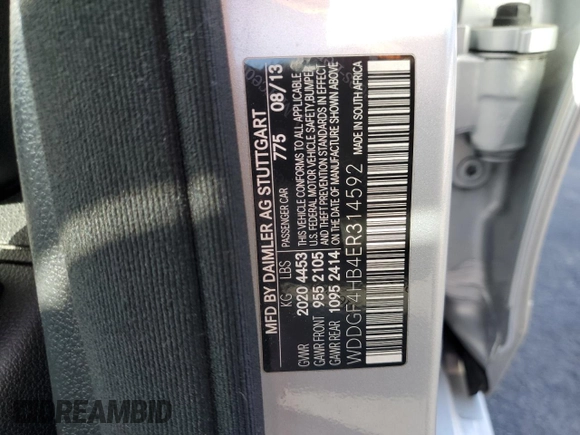 MFD BY DAIMLER AG STUTTGART
PASSENGER CAR 775 08/13
KG LBS
GVWR 2020 4453
GAWR FRONT 955 2105
GAWR REAR 1095 2414
THIS VEHICLE CONFORMS TO ALL APPLICABLE
U.S. FEDERAL MOTOR VEHICLE SAFETY, BUMPER,
AND THEFT PREVENTION STANDARDS IN EFFECT
ON THE DATE OF MANUFACTURE SHOWN ABOVE
WDDGF4HB4ER314592 MADE IN SOUTH AFRICA
DREAMBID